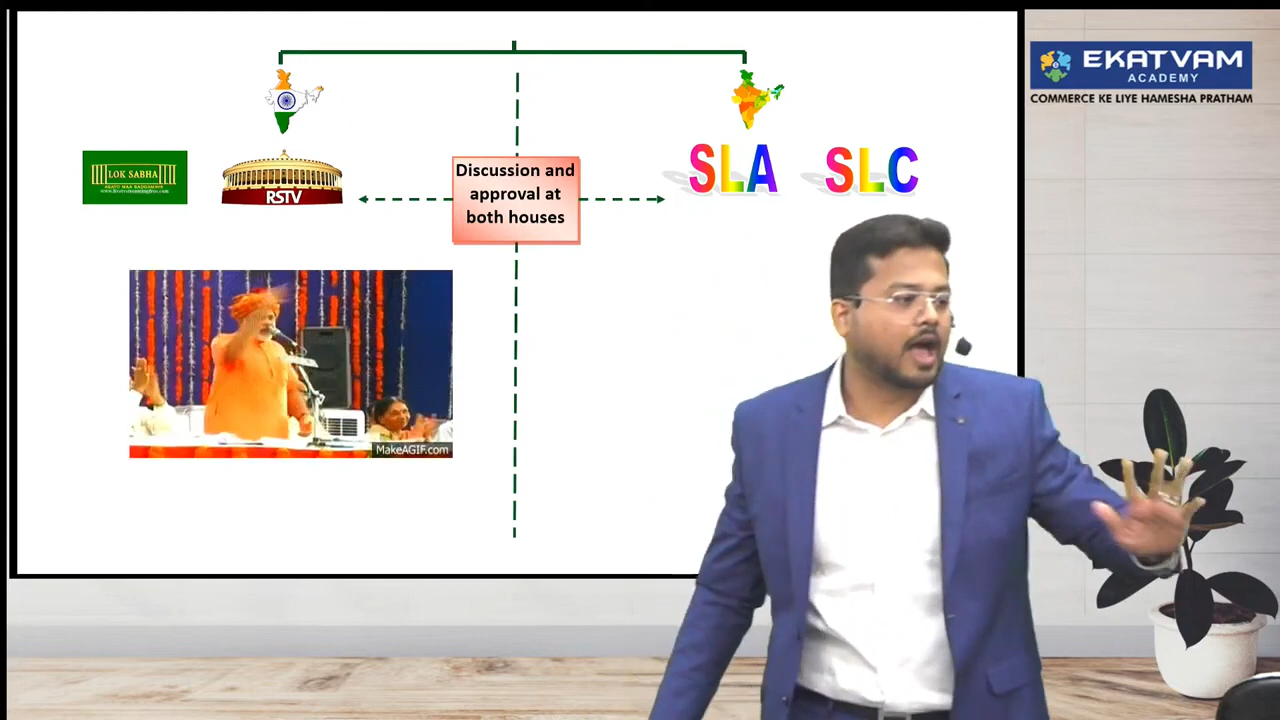 EKATVAM
ACADEMY
COMMERCE KE LIYE HAMESHA PRATHAM
LOK SABHA
RSTV
Discussion and
approval at
both houses
SLA SLC
MakeAGIF.com